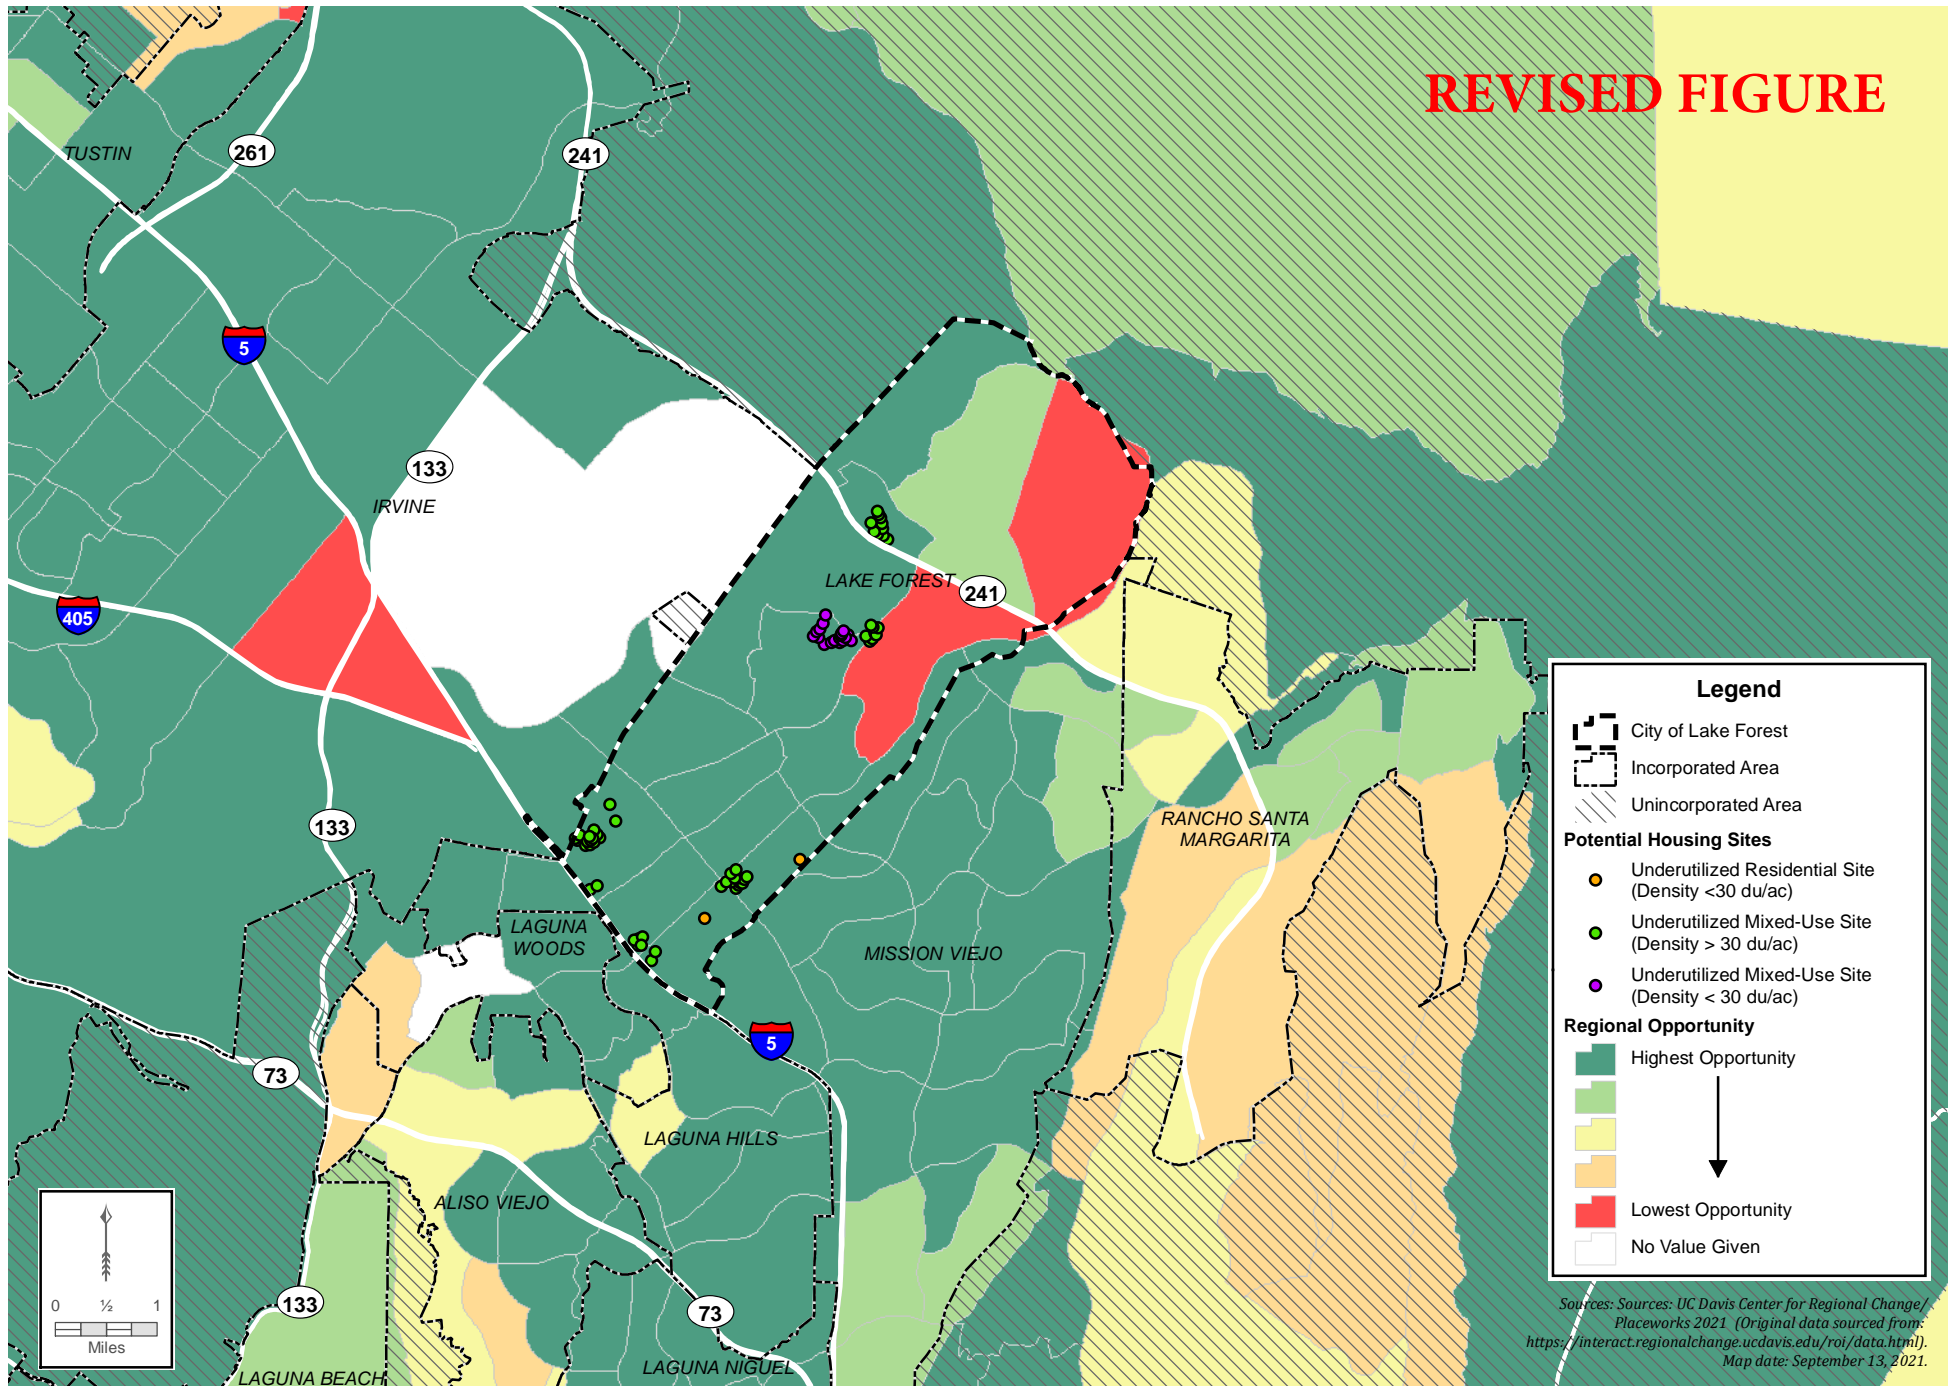 REVISED FIGURE
TUSTIN
261
241
5
133
IRVINE
405
LAKE FOREST
241
133
RANCHO SANTA
MARGARITA
LAGUNA
WOODS
MISSION VIEJO
5
73
LAGUNA HILLS
ALISO VIEJO
133
73
LAGUNA NIGUEL
LAGUNA BEACH
0 ½ 1
Miles
Legend
City of Lake Forest
Incorporated Area
Unincorporated Area
Potential Housing Sites
Underutilized Residential Site
(Density <30 du/ac)
Underutilized Mixed-Use Site
(Density > 30 du/ac)
Underutilized Mixed-Use Site
(Density < 30 du/ac)
Regional Opportunity
Highest Opportunity
Lowest Opportunity
No Value Given
Sources: Sources: UC Davis Center for Regional Change/
Placeworks 2021 (Original data sourced from:
https://interact.regionalchange.ucdavis.edu/roi/data.html).
Map date: September 13, 2021.